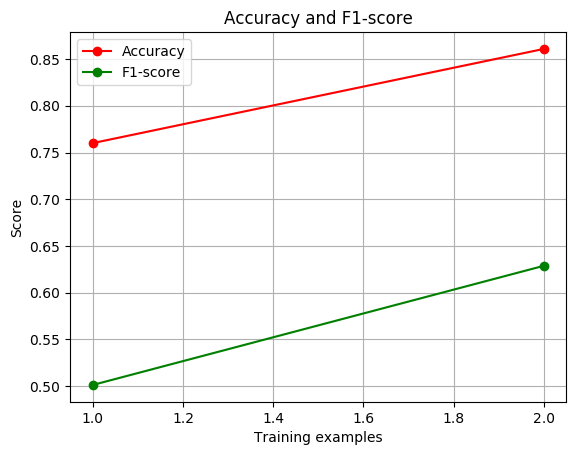 Accuracy and F1-score
Accuracy
F1-score
0.85
0.80
0.75
0.70
0.65
0.60
0.55
0.50
Score
1.0 1.2 1.4 1.6 1.8 2.0
Training examples